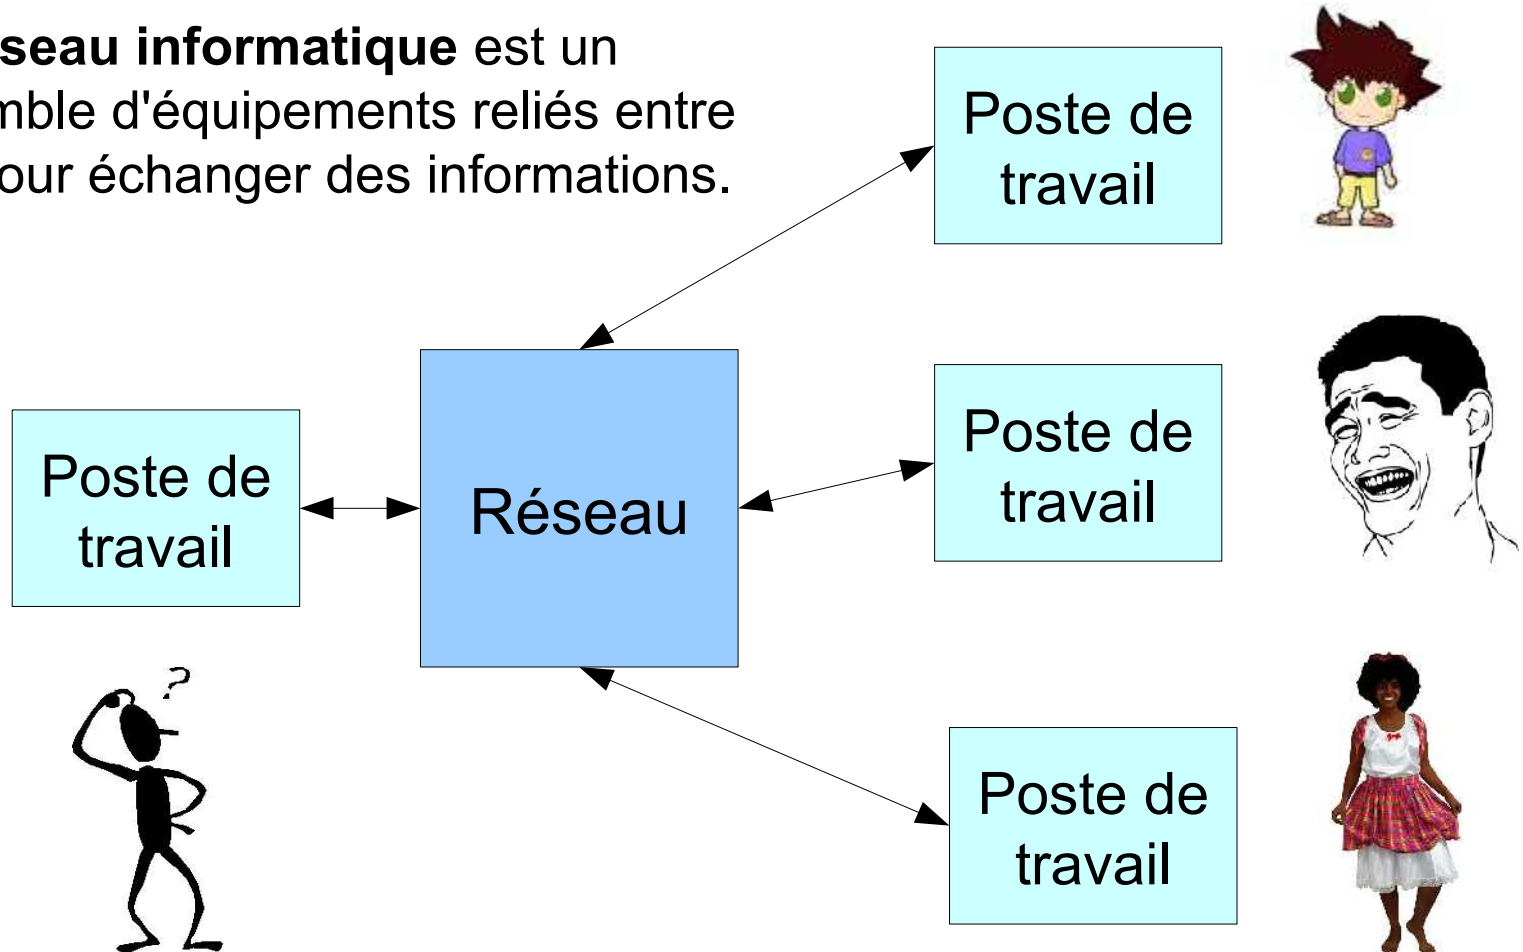 seau informatique est un
mble d'équipements reliés entre
our échanger des informations.
Poste de
travail
Poste de
travail
Réseau
Poste de
travail
?
Poste de
travail